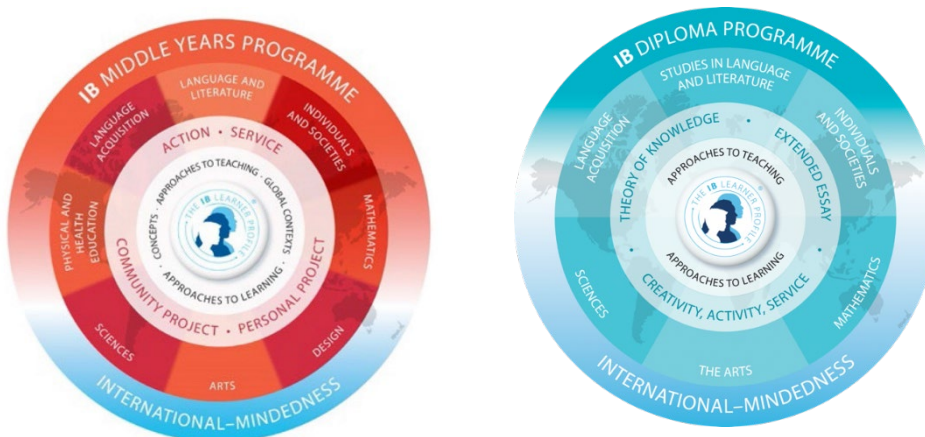 IB MIDDLE YEARS PROGRAMME
LANGUAGE AND
LITERATURE
INDIVIDUALS
AND SOCIETIES
MATHEMATICS
DESIGN
ARTS
SCIENCES
PHYSICAL AND
HEALTH
EDUCATION
LANGUAGE
ACQUISITION
ACTION • SERVICE
PERSONAL PROJECT
COMMUNITY PROJECT •
APPROACHES TO TEACHING · GLOBAL CONTEXTS ·
APPROACHES TO LEARNING · CONCEPTS ·
THE IB LEARNER PROFILE
INTERNATIONAL–MINDEDNESS
IB DIPLOMA PROGRAMME
STUDIES IN LANGUAGE
AND LITERATURE
INDIVIDUALS
AND SOCIETIES
MATHEMATICS
THE ARTS
SCIENCES
LANGUAGE
ACQUISITION
THEORY OF KNOWLEDGE •
EXTENDED ESSAY •
CREATIVITY, ACTIVITY, SERVICE •
APPROACHES TO TEACHING
APPROACHES TO LEARNING
THE IB LEARNER PROFILE
INTERNATIONAL–MINDEDNESS